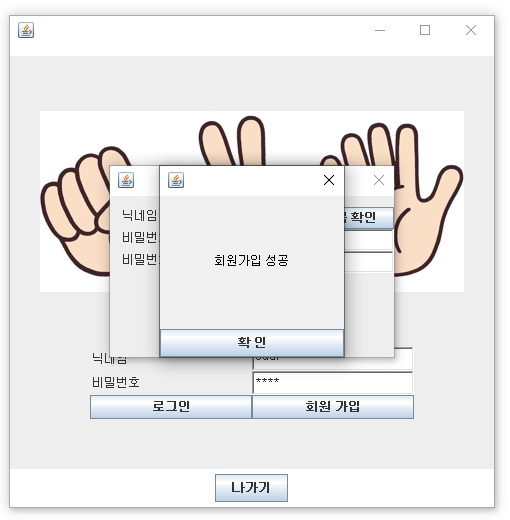 닉네임 확인
비밀번
비밀번
회원가입 성공
확 인
닉네임
비밀번호 ****
로그인 회원 가입
나가기